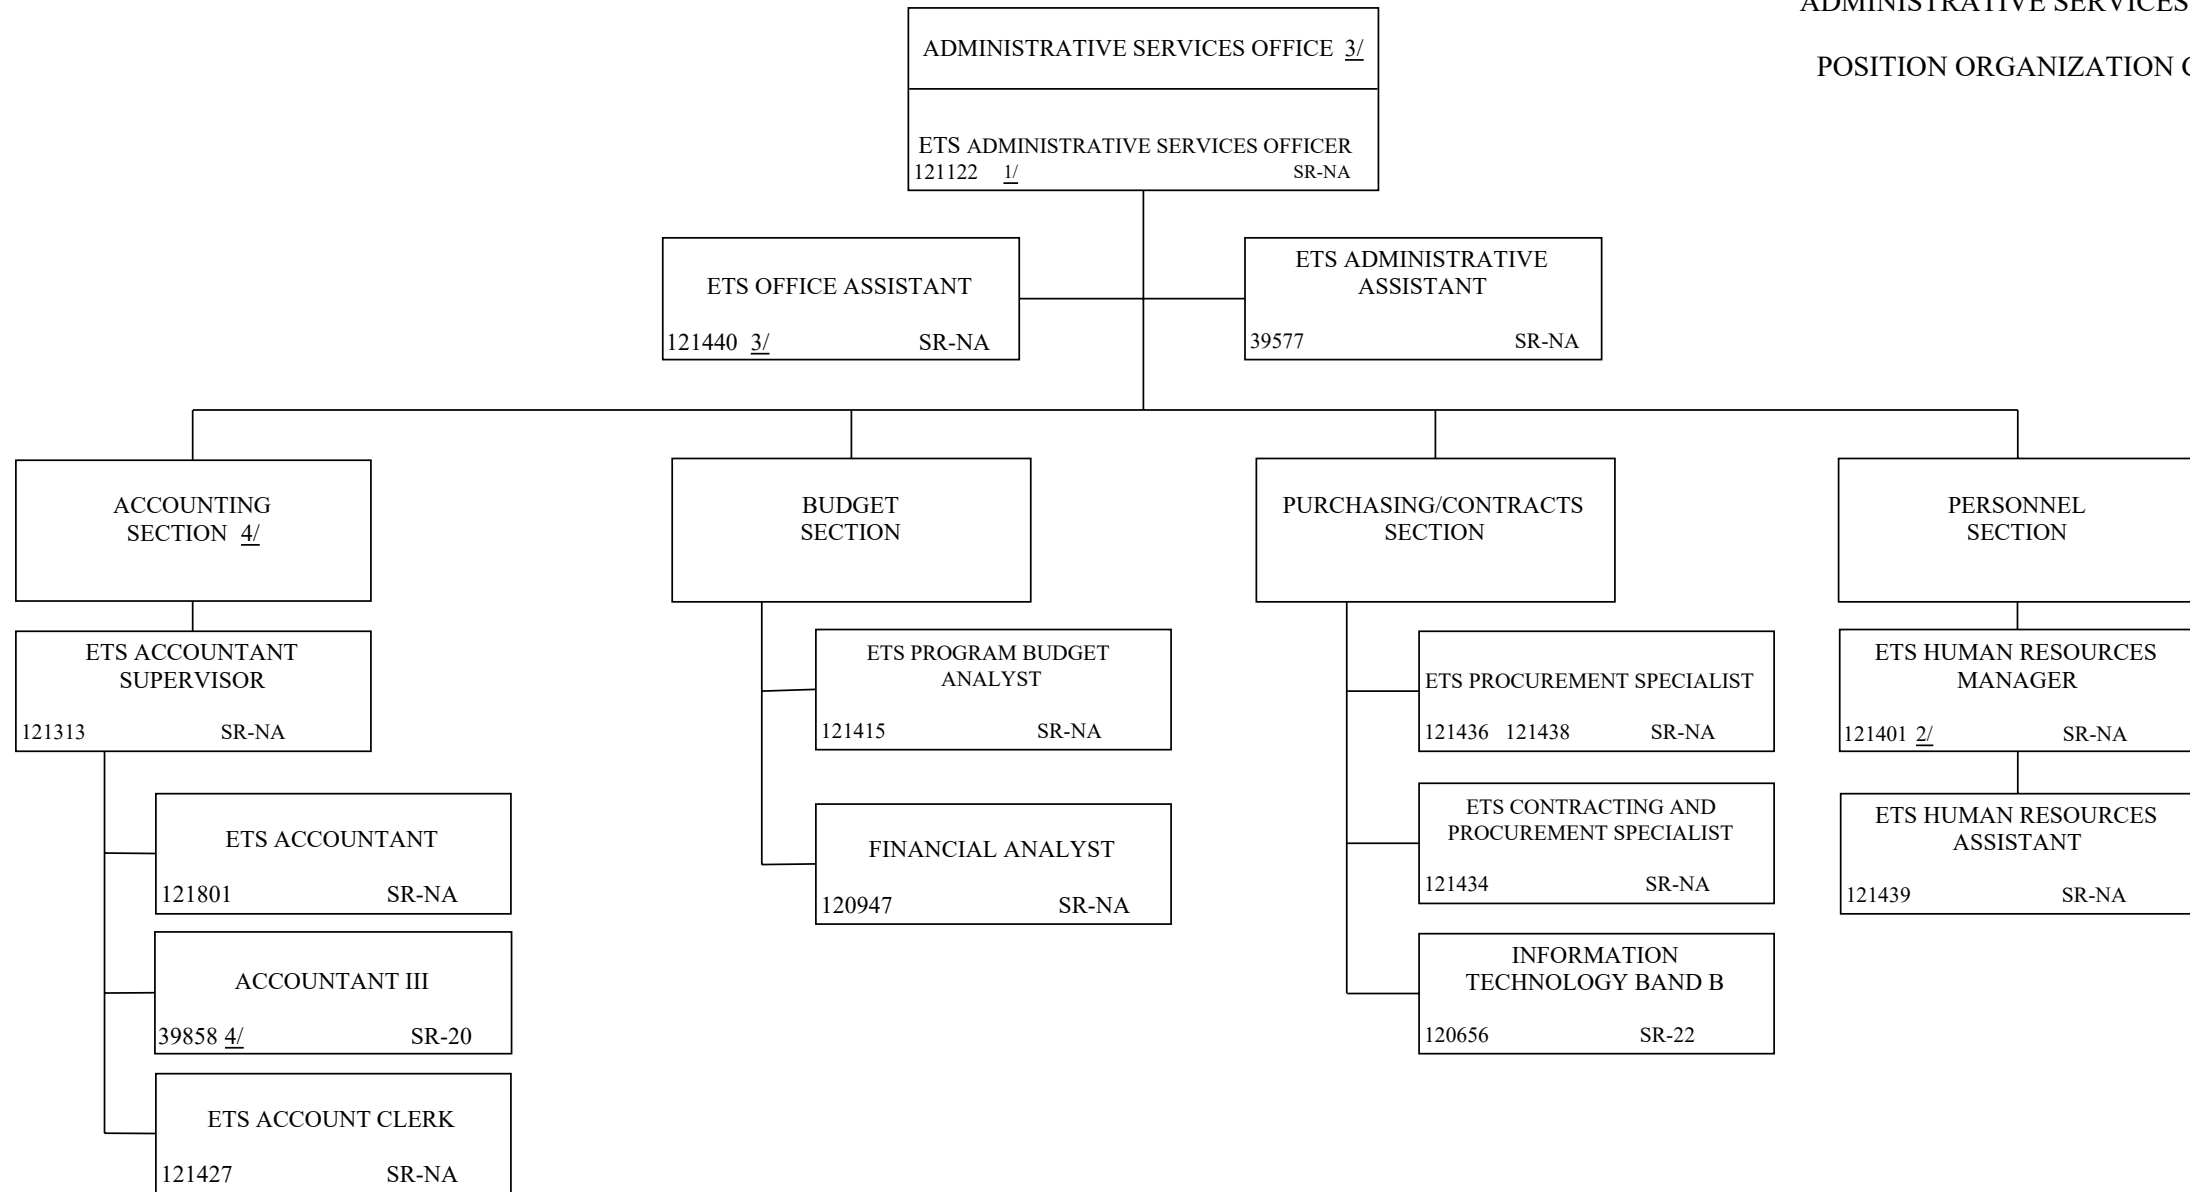 ADMINISTRATIVE SERVICES
POSITION ORGANIZATION
ADMINISTRATIVE SERVICES OFFICE 3/
ETS ADMINISTRATIVE SERVICES OFFICER
121122 1/ SR-NA
ETS OFFICE ASSISTANT
121440 3/ SR-NA
ETS ADMINISTRATIVE
ASSISTANT
39577 SR-NA
ACCOUNTING
SECTION 4/
BUDGET
SECTION
PURCHASING/CONTRACTS
SECTION
PERSONNEL
SECTION
ETS ACCOUNTANT
SUPERVISOR
121313 SR-NA
ETS ACCOUNTANT
121801 SR-NA
ACCOUNTANT III
39858 4/ SR-20
ETS ACCOUNT CLERK
121427 SR-NA
ETS PROGRAM BUDGET
ANALYST
121415 SR-NA
FINANCIAL ANALYST
120947 SR-NA
ETS PROCUREMENT SPECIALIST
121436 121438 SR-NA
ETS CONTRACTING AND
PROCUREMENT SPECIALIST
121434 SR-NA
INFORMATION
TECHNOLOGY BAND B
120656 SR-22
ETS HUMAN RESOURCES
MANAGER
121401 2/ SR-NA
ETS HUMAN RESOURCES
ASSISTANT
121439 SR-NA